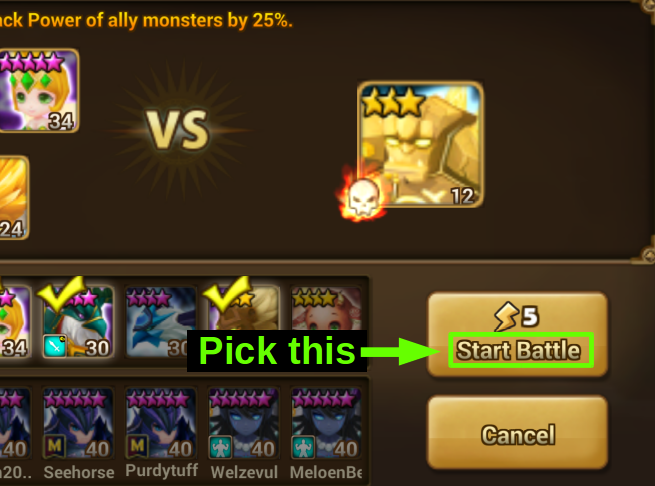 ack Power of ally monsters by 25%.
34
VS
24
12
34
30
30
5
Pick this
Start Battle
40
M
40
M
40
40
40
a20..
Seehorse
Purdytuff
Welzevul
MeloenBe
Cancel